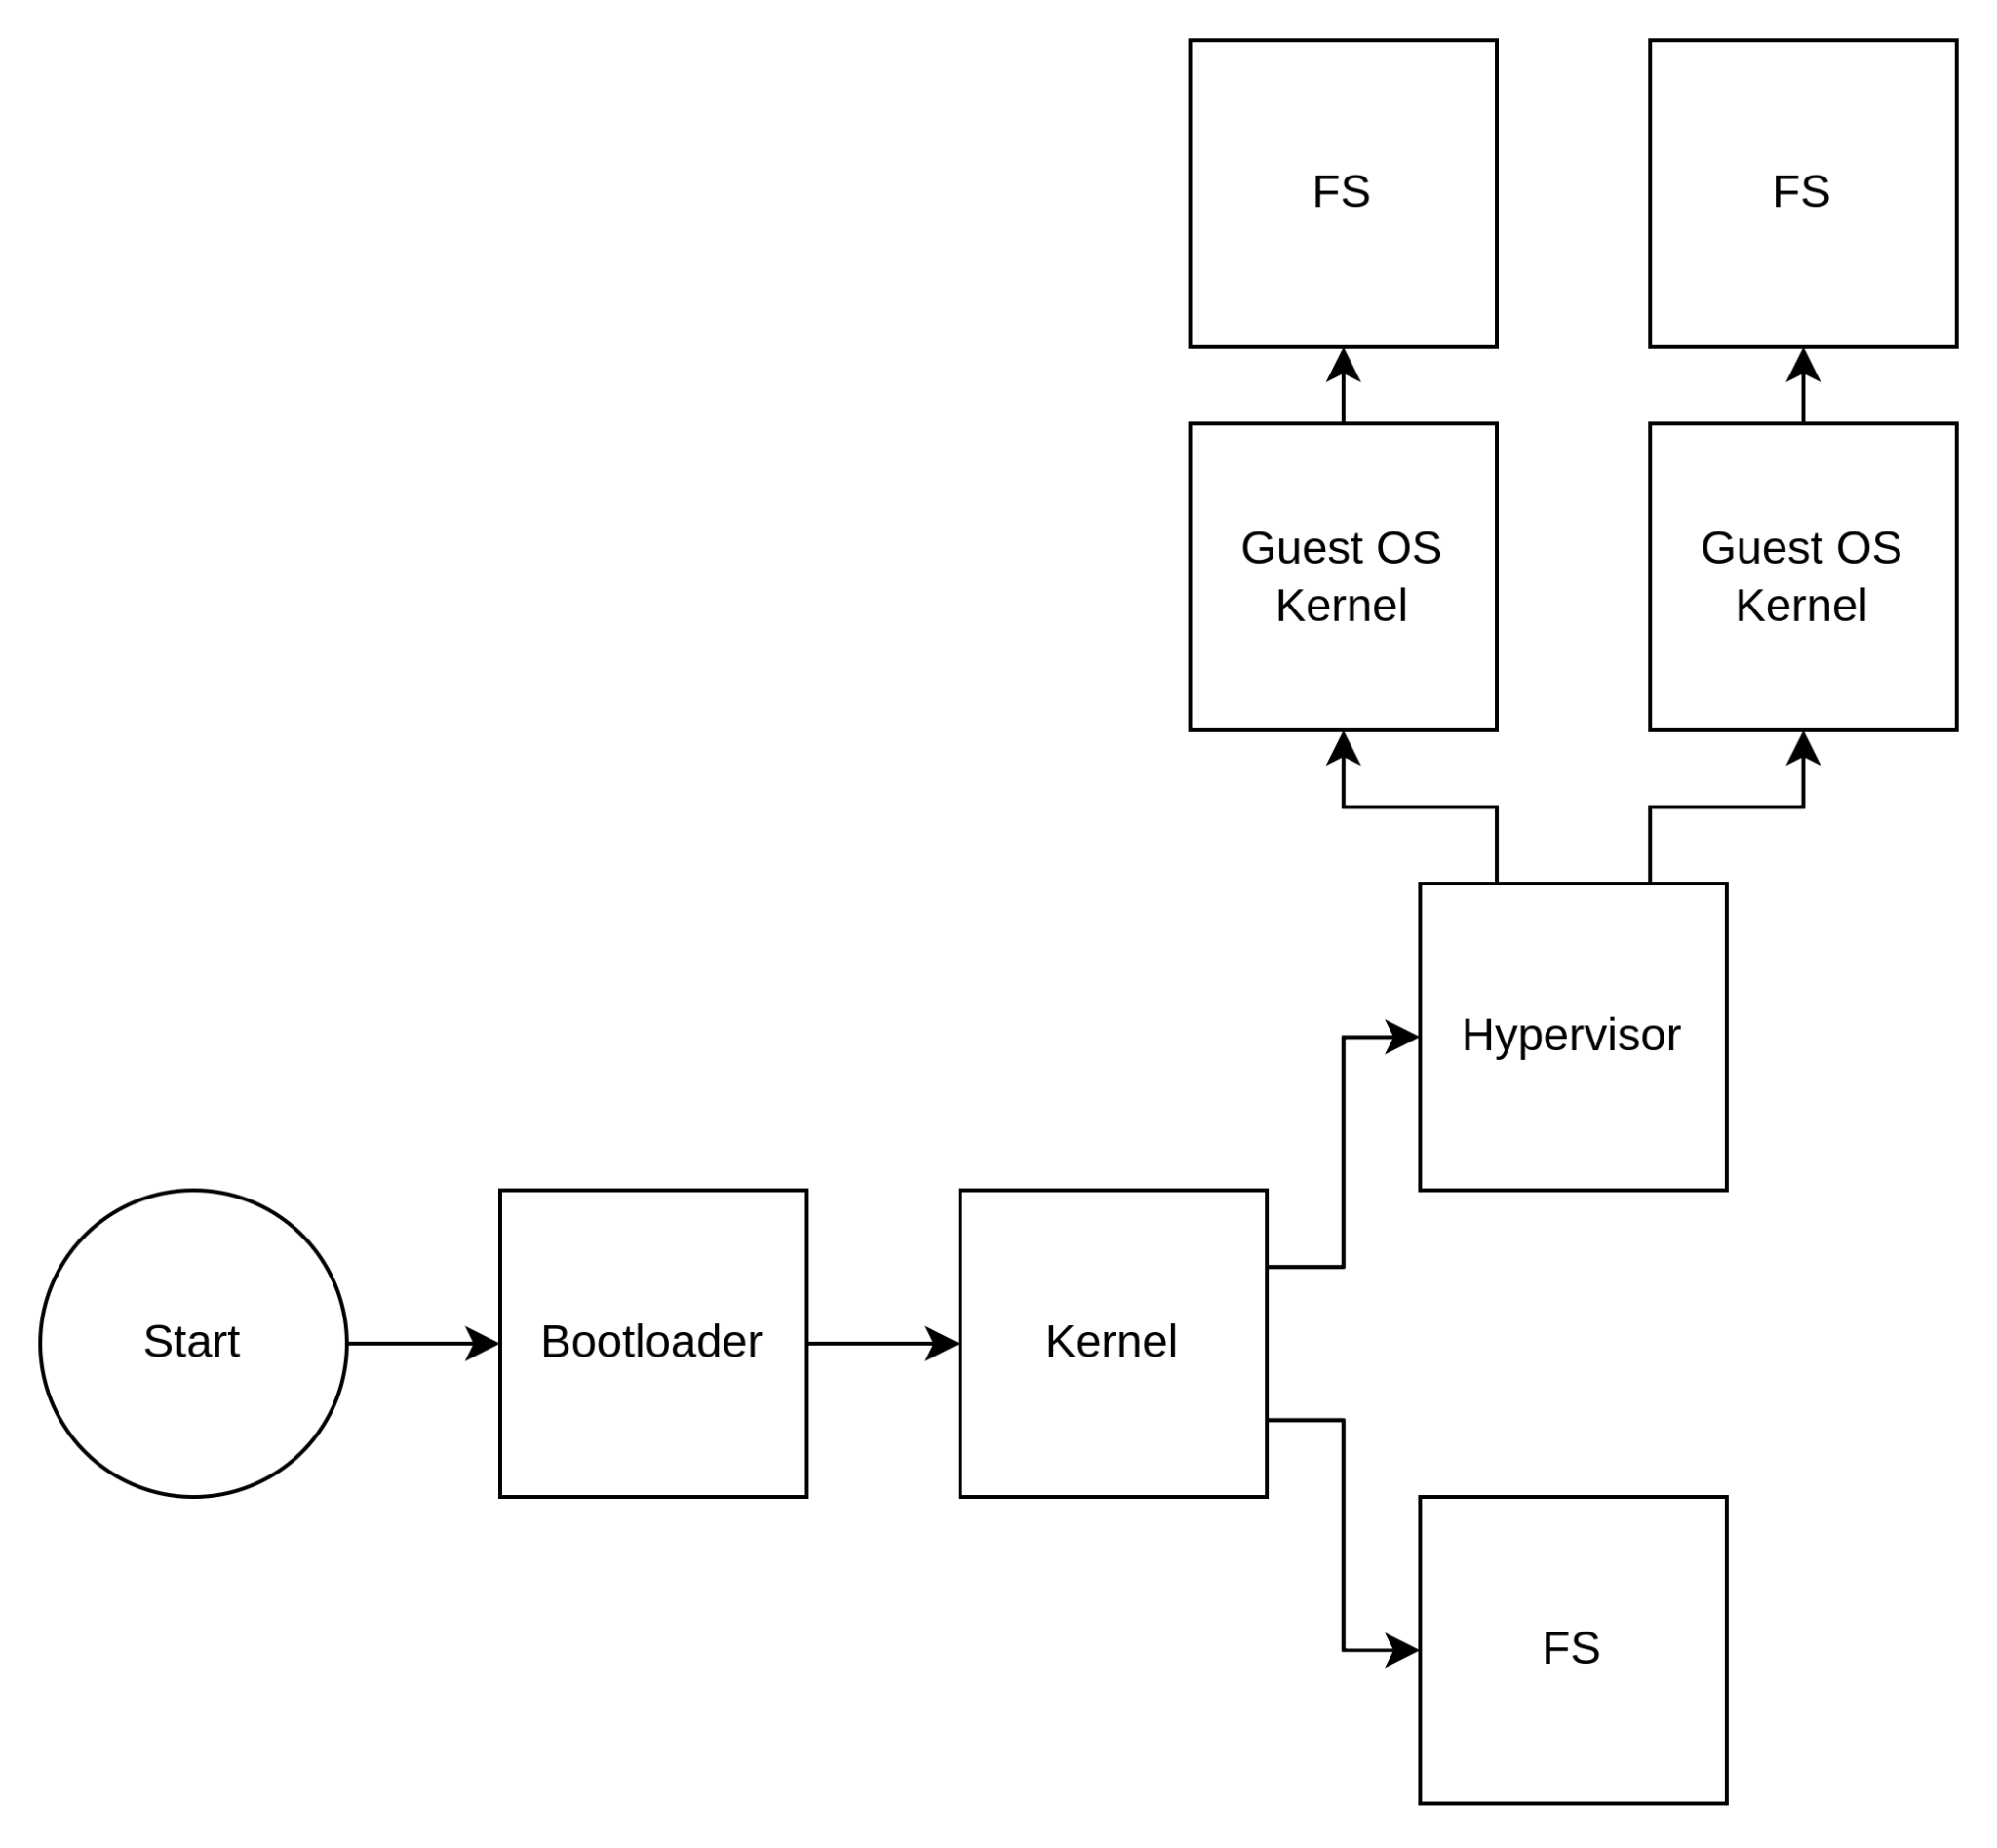 FS
FS
Guest OS
Kernel
Guest OS
Kernel
Hypervisor
Start
Bootloader
Kernel
FS